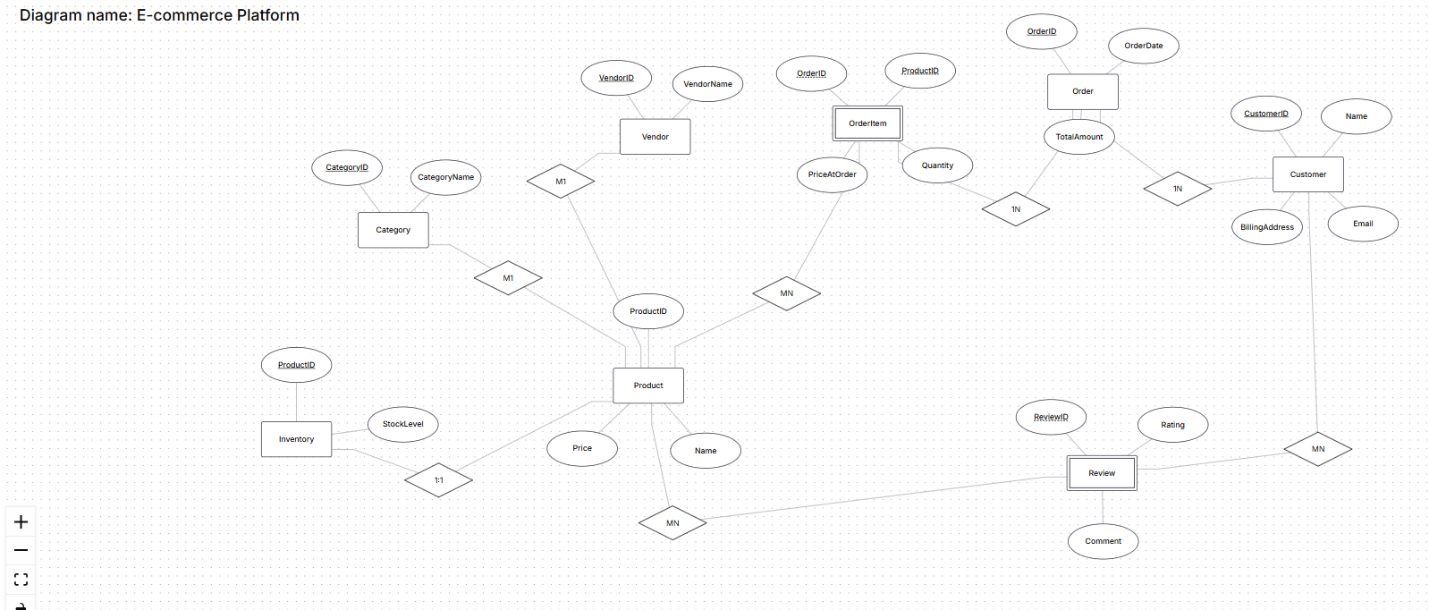 Diagram name: E-commerce Platform
OrderID
OrderDate
Order
VendorID
VendorName
Vendor
OrderID
ProductID
OrderItem
PriceAtOrder
Quantity
TotalAmount
CustomerID
Name
Customer
BillingAddress
Email
CategoryID
CategoryName
Category
M1
M1
1N
1N
MN
ProductID
Product
Price
Name
ProductID
Inventory
StockLevel
1:1
MN
ReviewID
Rating
Review
Comment
MN